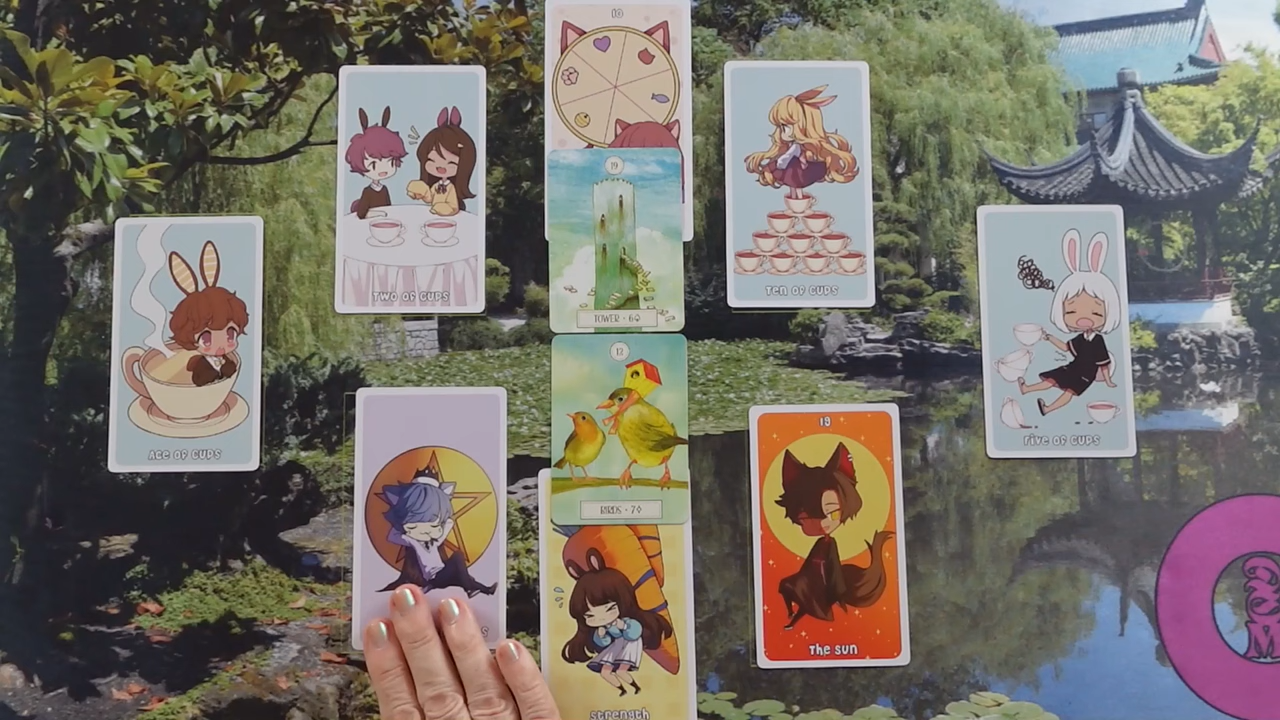 10
TWO OF CUPS
TEN OF CUPS
19
TOWER · 6♤
ACE OF CUPS
FIVE OF CUPS
12
BIRDS · 7♢
19
THE SUN
STRENGTH